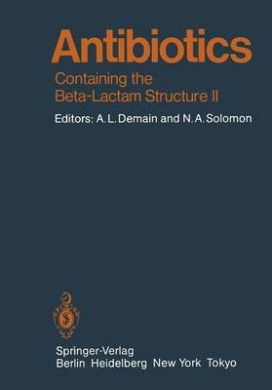 Antibiotics
Containing the
Beta-Lactam Structure II
Editors: A.L.Demain and N.A.Solomon
Springer-Verlag
Berlin Heidelberg New York Tokyo